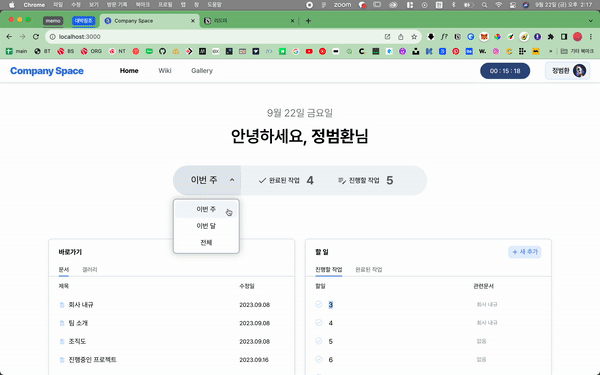 Chrome 파일 수정 보기 방문 기록 북마크 프로필 탭 창 도움말 zoom 9월 22일 (금) 오후 2:17
memo 대박징조 Company Space 리드미
localhost:3000
main BT BS ORG NT 기타 북마크
Company Space Home Wiki Gallery 00 : 15 : 18 정범환
9월 22일 금요일
안녕하세요, 정범환님
이번 주 완료된 작업 4 진행할 작업 5
이번 주
이번 달
전체
바로가기
문서 갤러리
제목 수정일
회사 내규 2023.09.08
팀 소개 2023.09.08
조직도 2023.09.08
진행중인 프로젝트 2023.09.16
할 일 + 새 추가
진행할 작업 완료된 작업
할일 관련문서
3 회사 내규
4 회사 내규
5 없음
6 없음